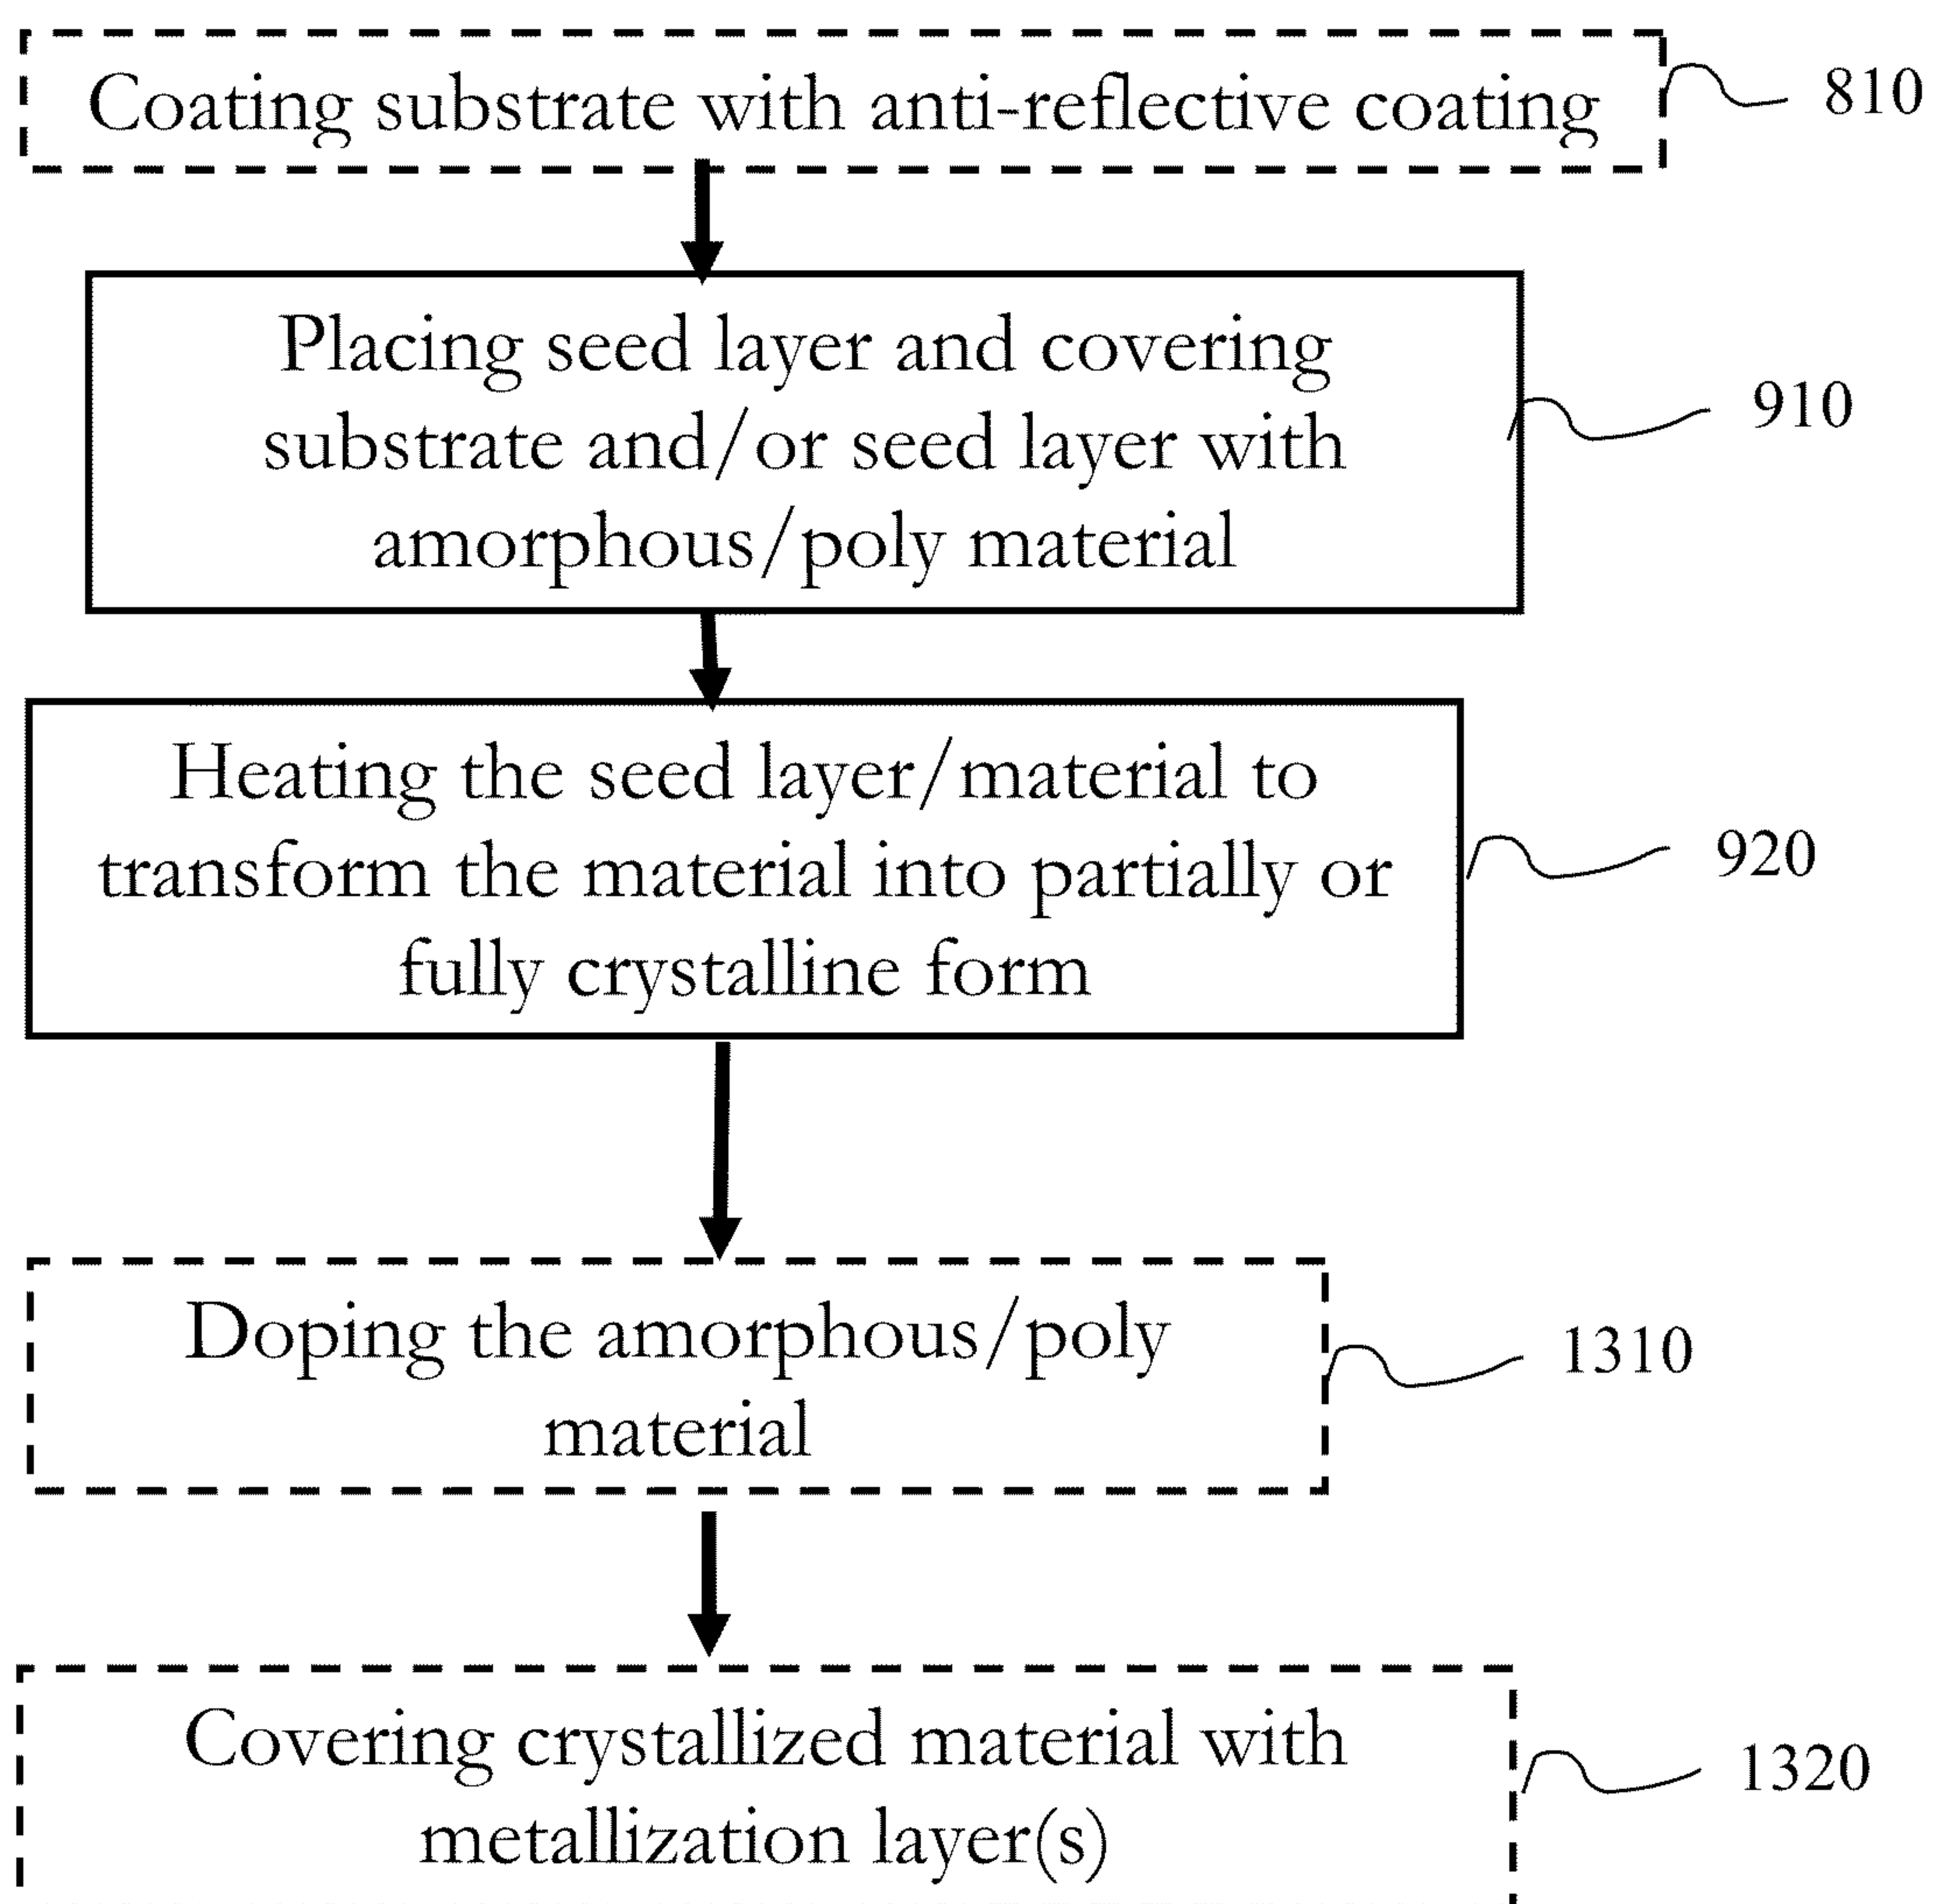 Coating substrate with anti-reflective coating
810
Placing seed layer and covering
substrate and/or seed layer with
amorphous/poly material
910
Heating the seed layer/material to
transform the material into partially or
fully crystalline form
920
Doping the amorphous/poly
material
1310
Covering crystallized material with
metallization layer(s)
1320